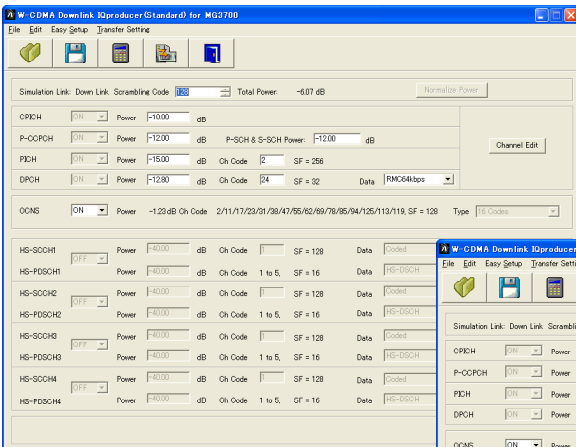 W-CDMA Downlink IQproducer(Standard) for MG3700
File Edit Easy Setup Transfer Setting
Simulation Link: Down Link Scrambling Code 128 Total Power: -6.07 dB Normalize Power
CPICH ON Power -10.00 dB
P-CCPCH ON Power -12.00 dB P-SCH & S-SCH Power: -12.00 dB
Channel Edit
PICH ON Power -15.00 dB Ch Code 2 SF = 256
DPCH ON Power -12.80 dB Ch Code 24 SF = 32 Data RMC64kbps
OCNS ON Power -1.23 dB Ch Code 2/11/17/23/31/38/47/55/62/69/78/85/94/125/113/119, SF = 128 Type 16 Codes
HS-SCCH1 OFF Power -40.00 dB Ch Code 1 SF = 128 Data Coded
HS-PDSCH1 Power -40.00 dB Ch Code 1 to 5, SF = 16 Data HS-DSCH
HS-SCCH2 OFF Power -40.00 dB Ch Code 1 SF = 128 Data Coded
HS-PDSCH2 Power -40.00 dB Ch Code 1 to 5, SF = 16 Data HS-DSCH
HS-SCCH3 OFF Power -40.00 dB Ch Code 1 SF = 128 Data Coded
HS-PDSCH3 Power -40.00 dB Ch Code 1 to 5, SF = 16 Data HS-DSCH
HS-SCCH4 OFF Power -40.00 dB Ch Code 1 SF = 128 Data Coded
HS-PDSCH4 Power -40.00 dB Ch Code 1 to 5, SF = 16 Data HS-DSCH
W-CDMA Downlink IQproducer
File Edit Easy Setup Transfer Setti
Simulation Link: Down Link Scrambli
CPICH ON Power
P-CCPCH ON Power
PICH ON Power
DPCH ON Power
OCNS ON Power